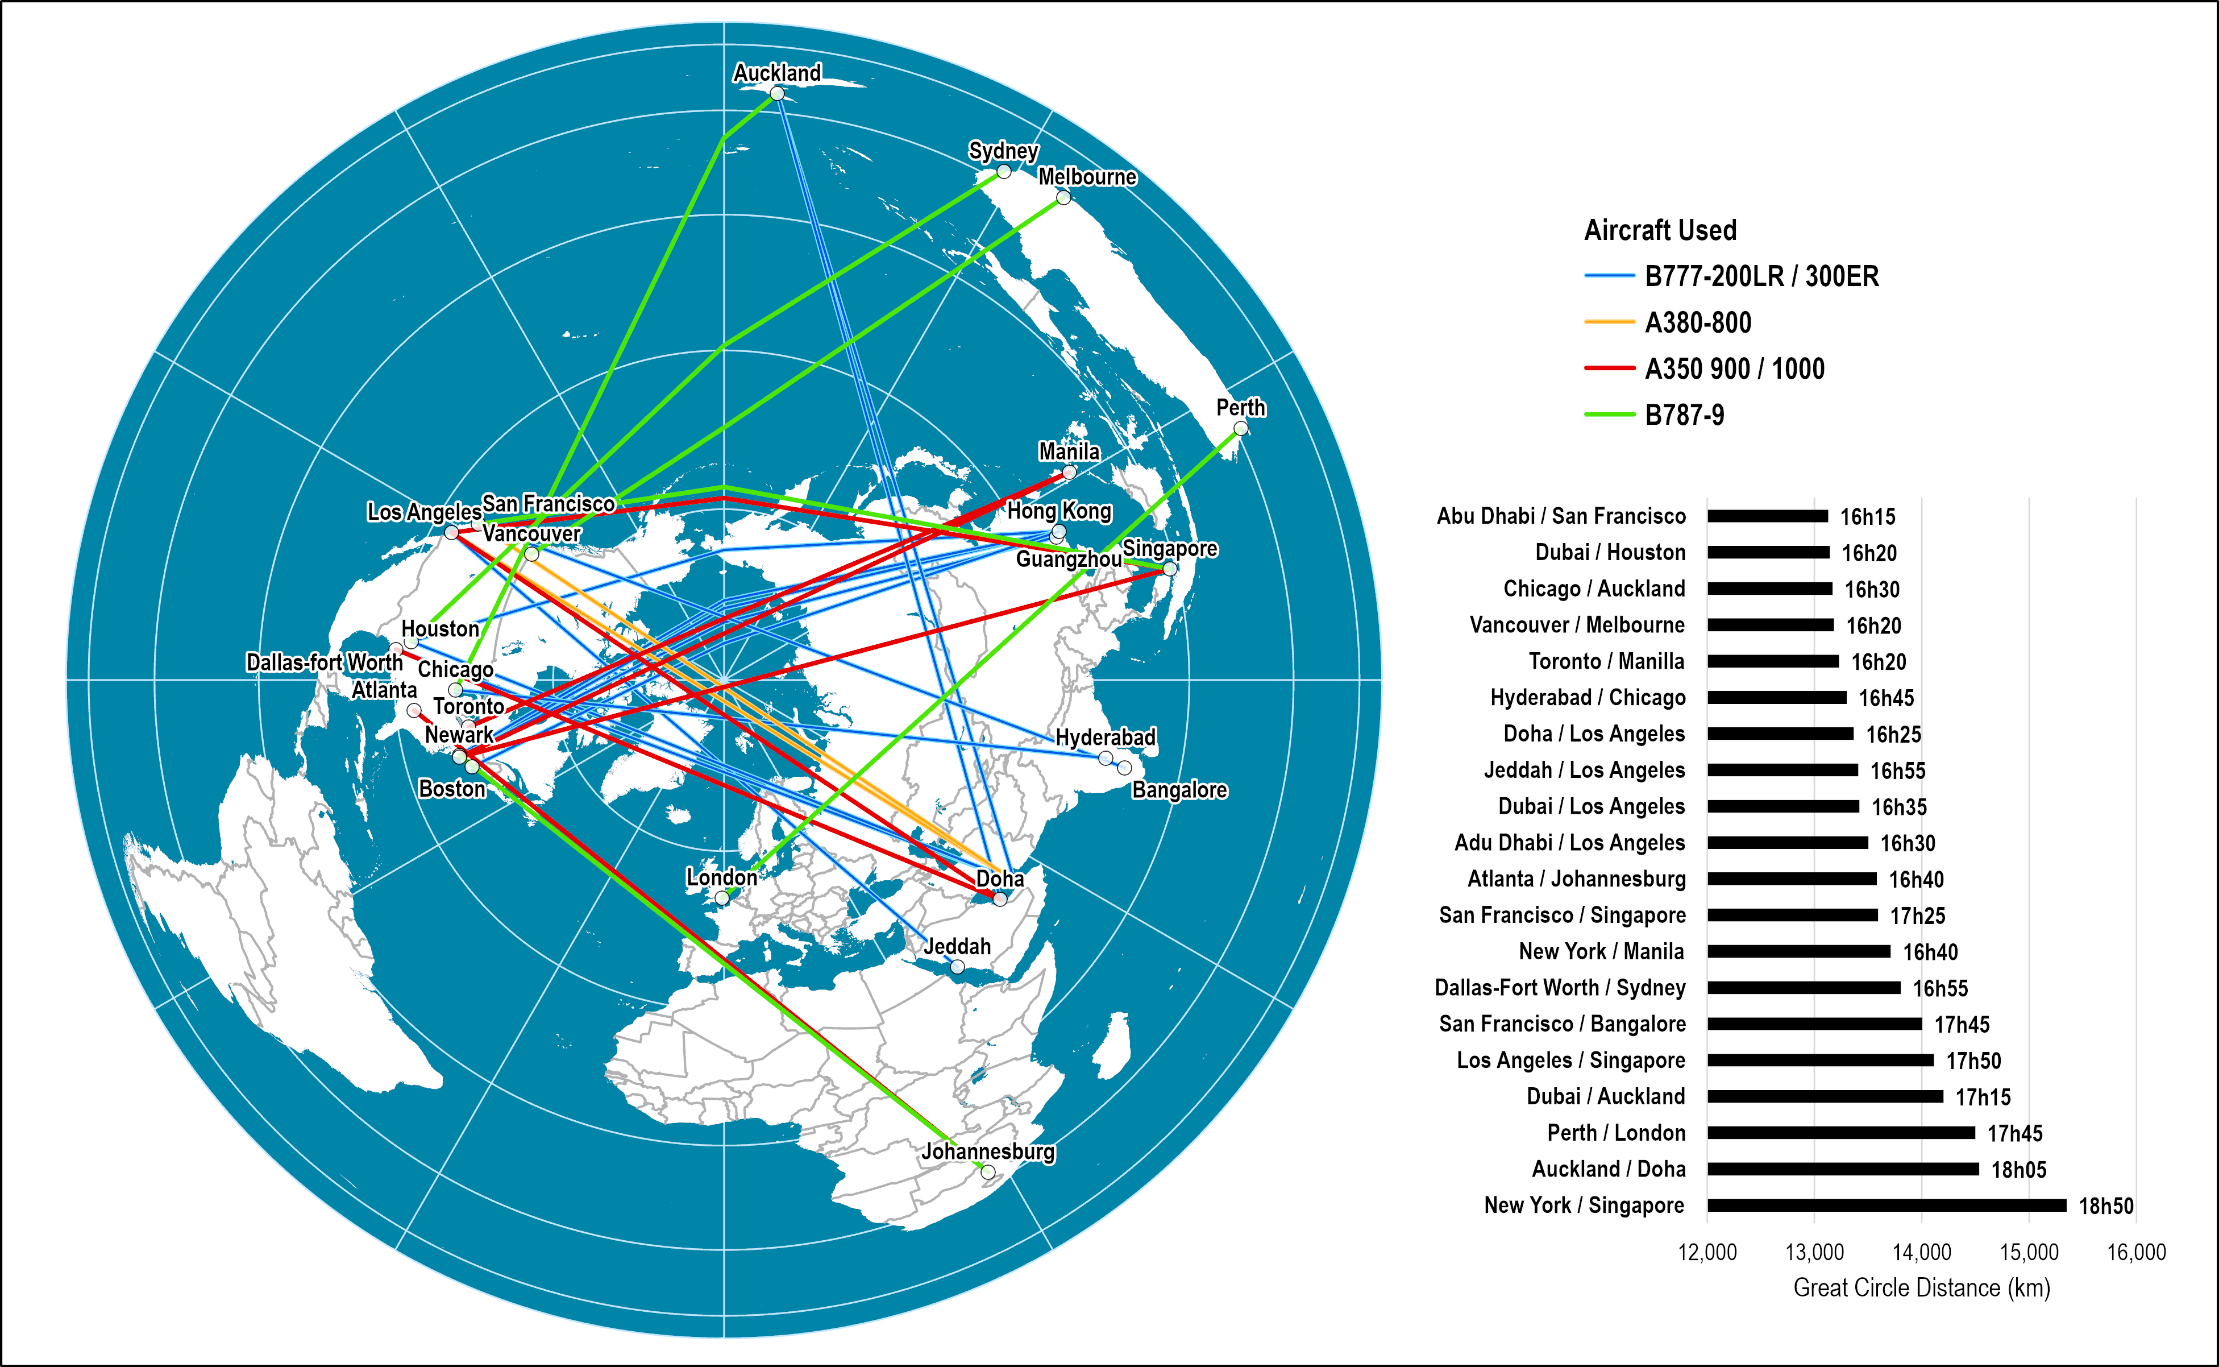 Auckland
Sydney
Melbourne
Perth
Manila
Hong Kong
Guangzhou
Singapore
Los Angeles
San Francisco
Vancouver
Houston
Dallas-fort Worth
Chicago
Atlanta
Toronto
Newark
Boston
Hyderabad
Bangalore
London
Doha
Jeddah
Johannesburg
Aircraft Used
B777-200LR / 300ER
A380-800
A350 900 / 1000
B787-9
Abu Dhabi / San Francisco 16h15
Dubai / Houston 16h20
Chicago / Auckland 16h30
Vancouver / Melbourne 16h20
Toronto / Manilla 16h20
Hyderabad / Chicago 16h45
Doha / Los Angeles 16h25
Jeddah / Los Angeles 16h55
Dubai / Los Angeles 16h35
Adu Dhabi / Los Angeles 16h30
Atlanta / Johannesburg 16h40
San Francisco / Singapore 17h25
New York / Manila 16h40
Dallas-Fort Worth / Sydney 16h55
San Francisco / Bangalore 17h45
Los Angeles / Singapore 17h50
Dubai / Auckland 17h15
Perth / London 17h45
Auckland / Doha 18h05
New York / Singapore 18h50
12,000 13,000 14,000 15,000 16,000
Great Circle Distance (km)